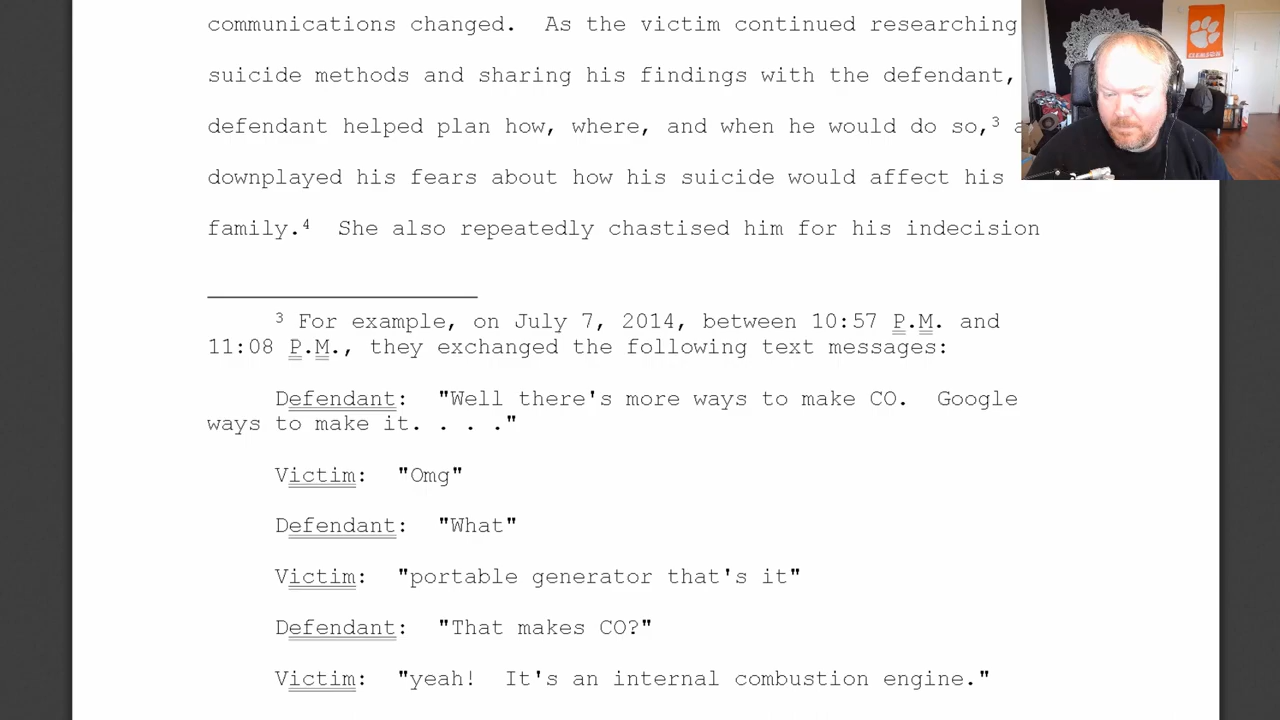 communications changed.  As the victim continued researching
suicide methods and sharing his findings with the defendant,
defendant helped plan how, where, and when he would do so,³
downplayed his fears about how his suicide would affect his
family.⁴  She also repeatedly chastised him for his indecision
³ For example, on July 7, 2014, between 10:57 P.M. and
11:08 P.M., they exchanged the following text messages:
Defendant:  "Well there's more ways to make CO.  Google
ways to make it. . . ."
Victim:  "Omg"
Defendant:  "What"
Victim:  "portable generator that's it"
Defendant:  "That makes CO?"
Victim:  "yeah!  It's an internal combustion engine."
CLEMSON